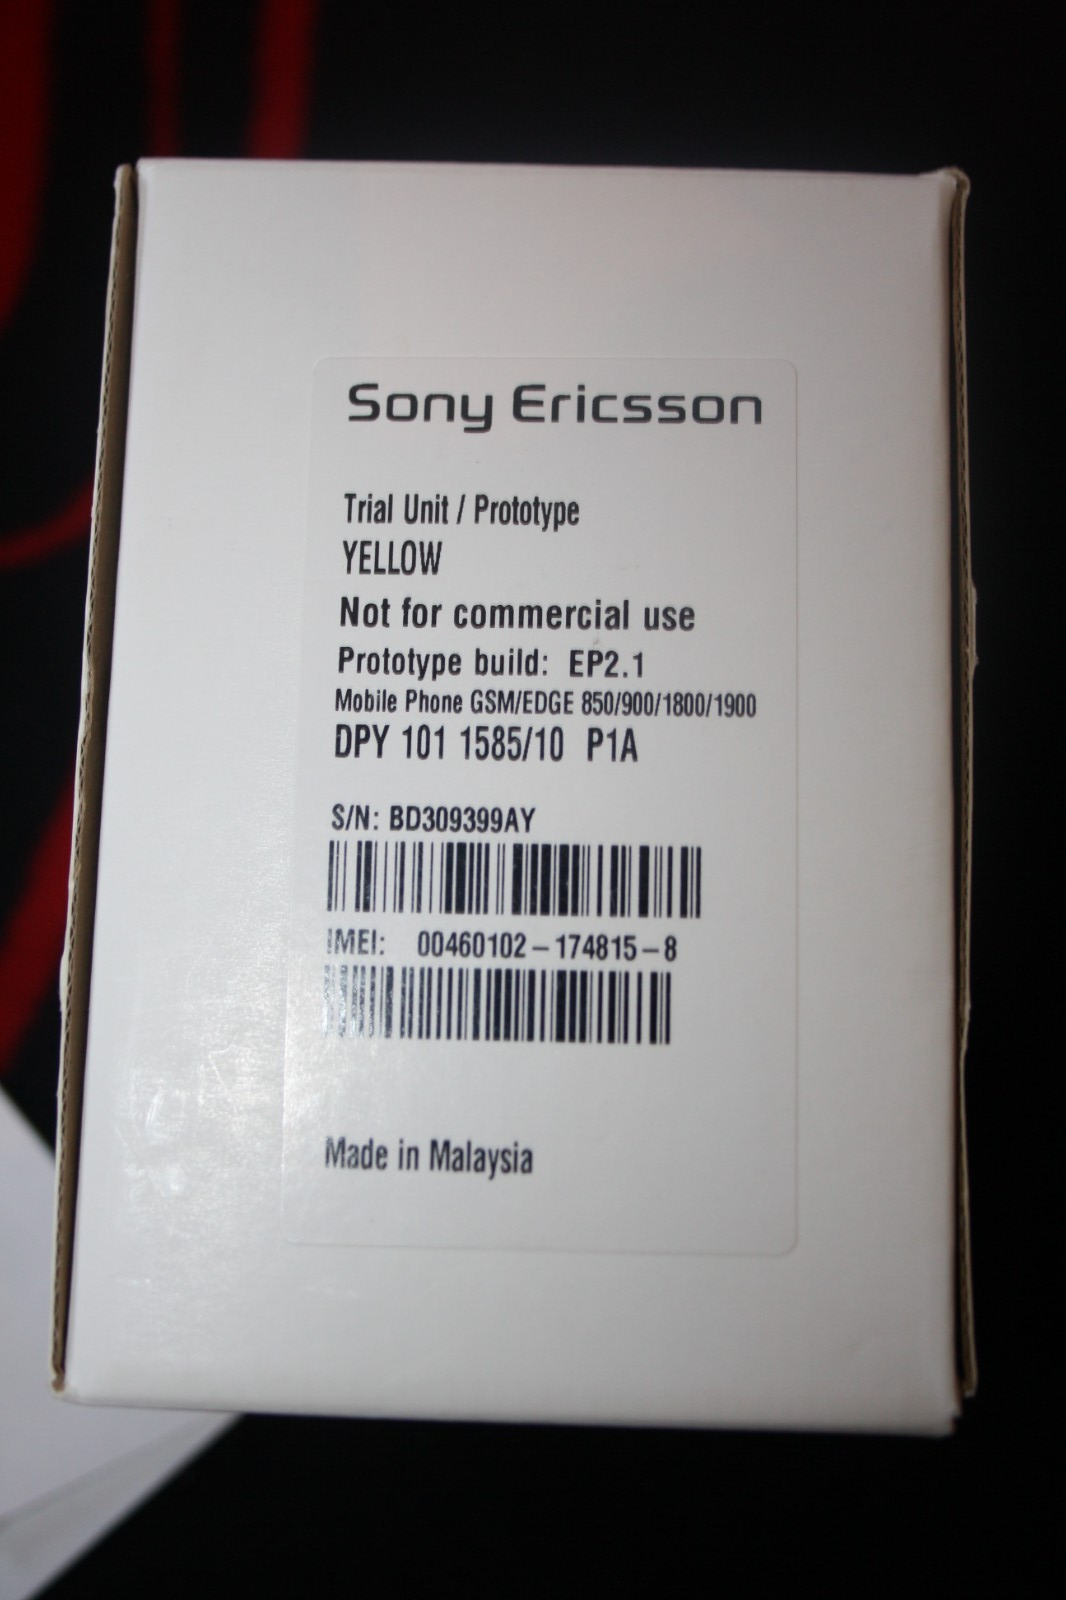 Sony Ericsson
Trial Unit / Prototype
YELLOW
Not for commercial use
Prototype build: EP2.1
Mobile Phone GSM/EDGE 850/900/1800/1900
DPY 101 1585/10 P1A
S/N: BD309399AY
IMEI: 00460102-174815-8
Made in Malaysia